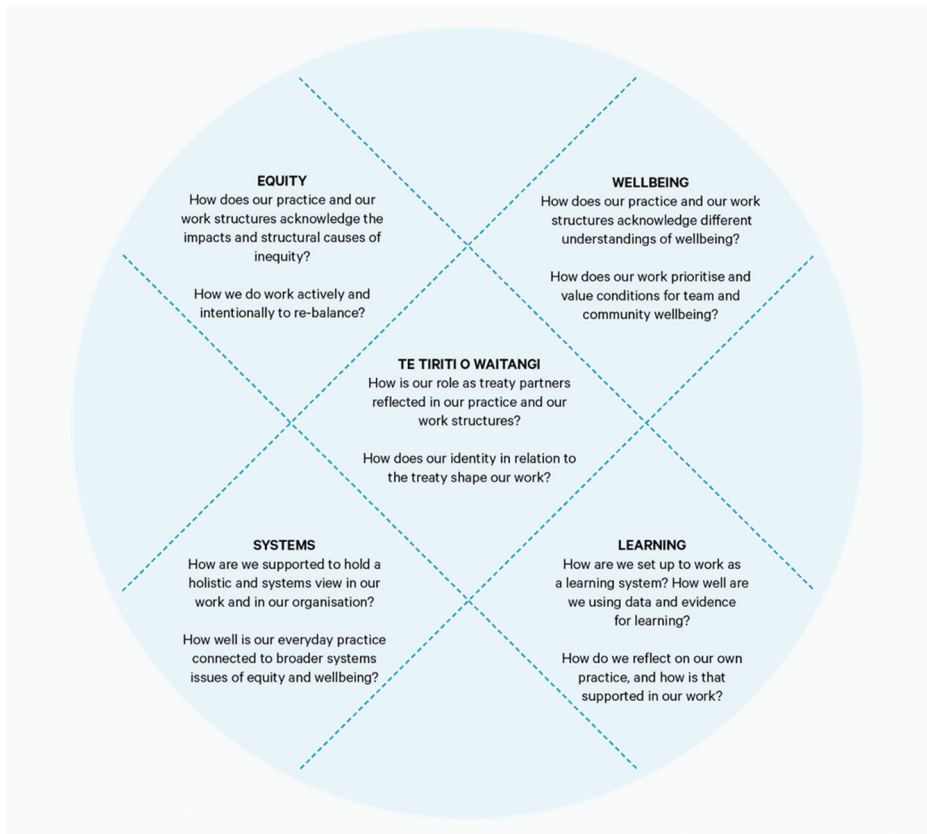 EQUITY
How does our practice and our
work structures acknowledge the
impacts and structural causes of
inequity?
How we do work actively and
intentionally to re-balance?
WELLBEING
How does our practice and our work
structures acknowledge different
understandings of wellbeing?
How does our work prioritise and
value conditions for team and
community wellbeing?
TE TIRITI O WAITANGI
How is our role as treaty partners
reflected in our practice and our
work structures?
How does our identity in relation to
the treaty shape our work?
SYSTEMS
How are we supported to hold a
holistic and systems view in our
work and in our organisation?
How well is our everyday practice
connected to broader systems
issues of equity and wellbeing?
LEARNING
How are we set up to work as
a learning system? How well are
we using data and evidence
for learning?
How do we reflect on our own
practice, and how is that
supported in our work?